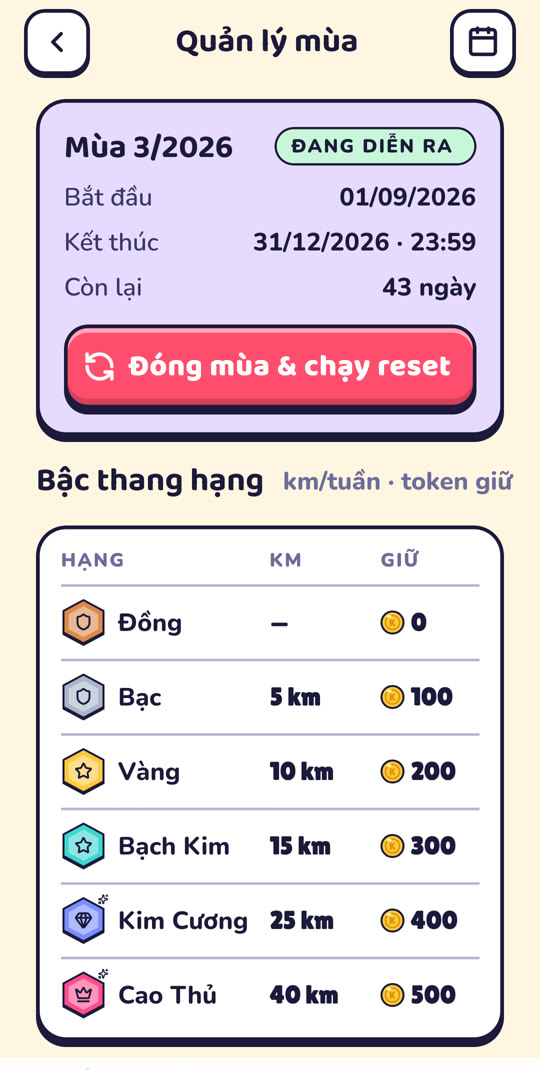 Quản lý mùa
Mùa 3/2026 ĐANG DIỄN RA
Bắt đầu 01/09/2026
Kết thúc 31/12/2026 · 23:59
Còn lại 43 ngày
Đóng mùa & chạy reset
Bậc thang hạng km/tuần · token giữ
HẠNG KM GIỮ
Đồng – 0
Bạc 5 km 100
Vàng 10 km 200
Bạch Kim 15 km 300
Kim Cương 25 km 400
Cao Thủ 40 km 500